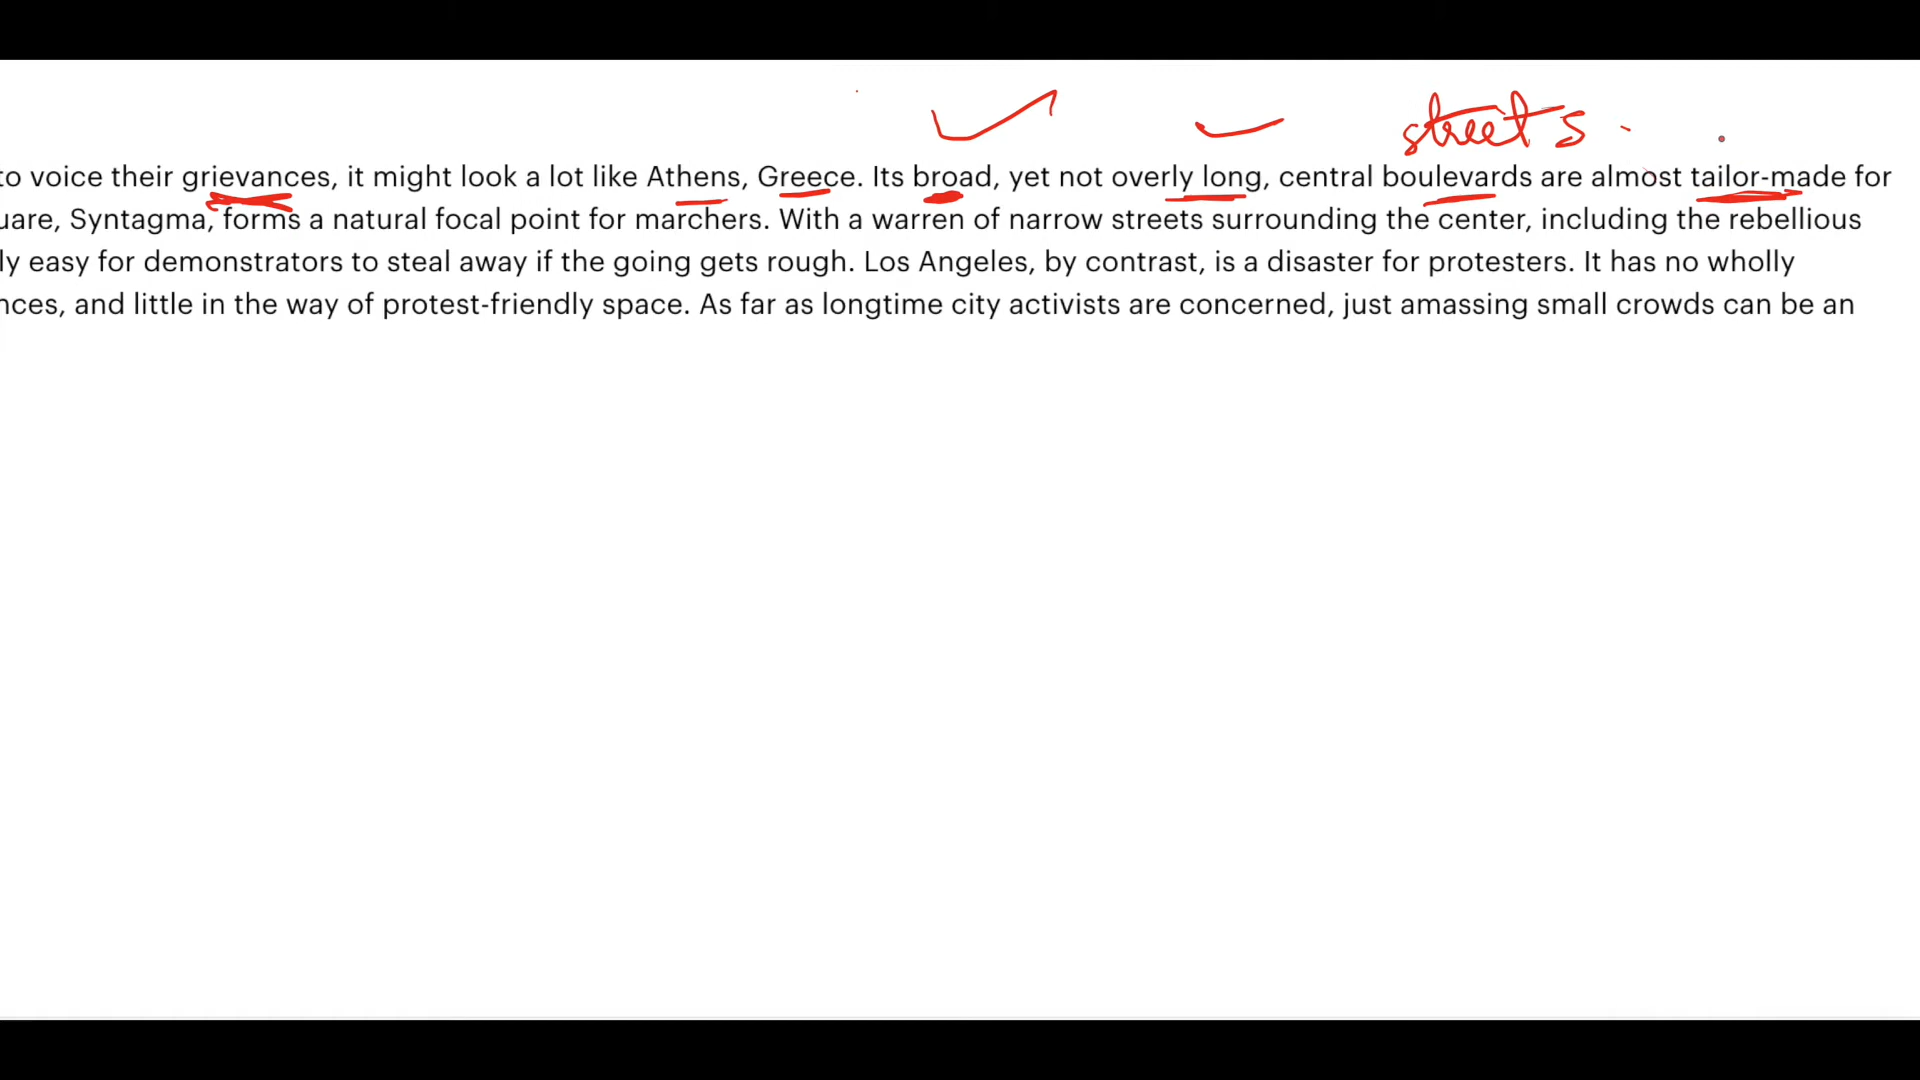 streets
to voice their grievances, it might look a lot like Athens, Greece. Its broad, yet not overly long, central boulevards are almost tailor-made for
uare, Syntagma, forms a natural focal point for marchers. With a warren of narrow streets surrounding the center, including the rebellious
ly easy for demonstrators to steal away if the going gets rough. Los Angeles, by contrast, is a disaster for protesters. It has no wholly
nces, and little in the way of protest-friendly space. As far as longtime city activists are concerned, just amassing small crowds can be an